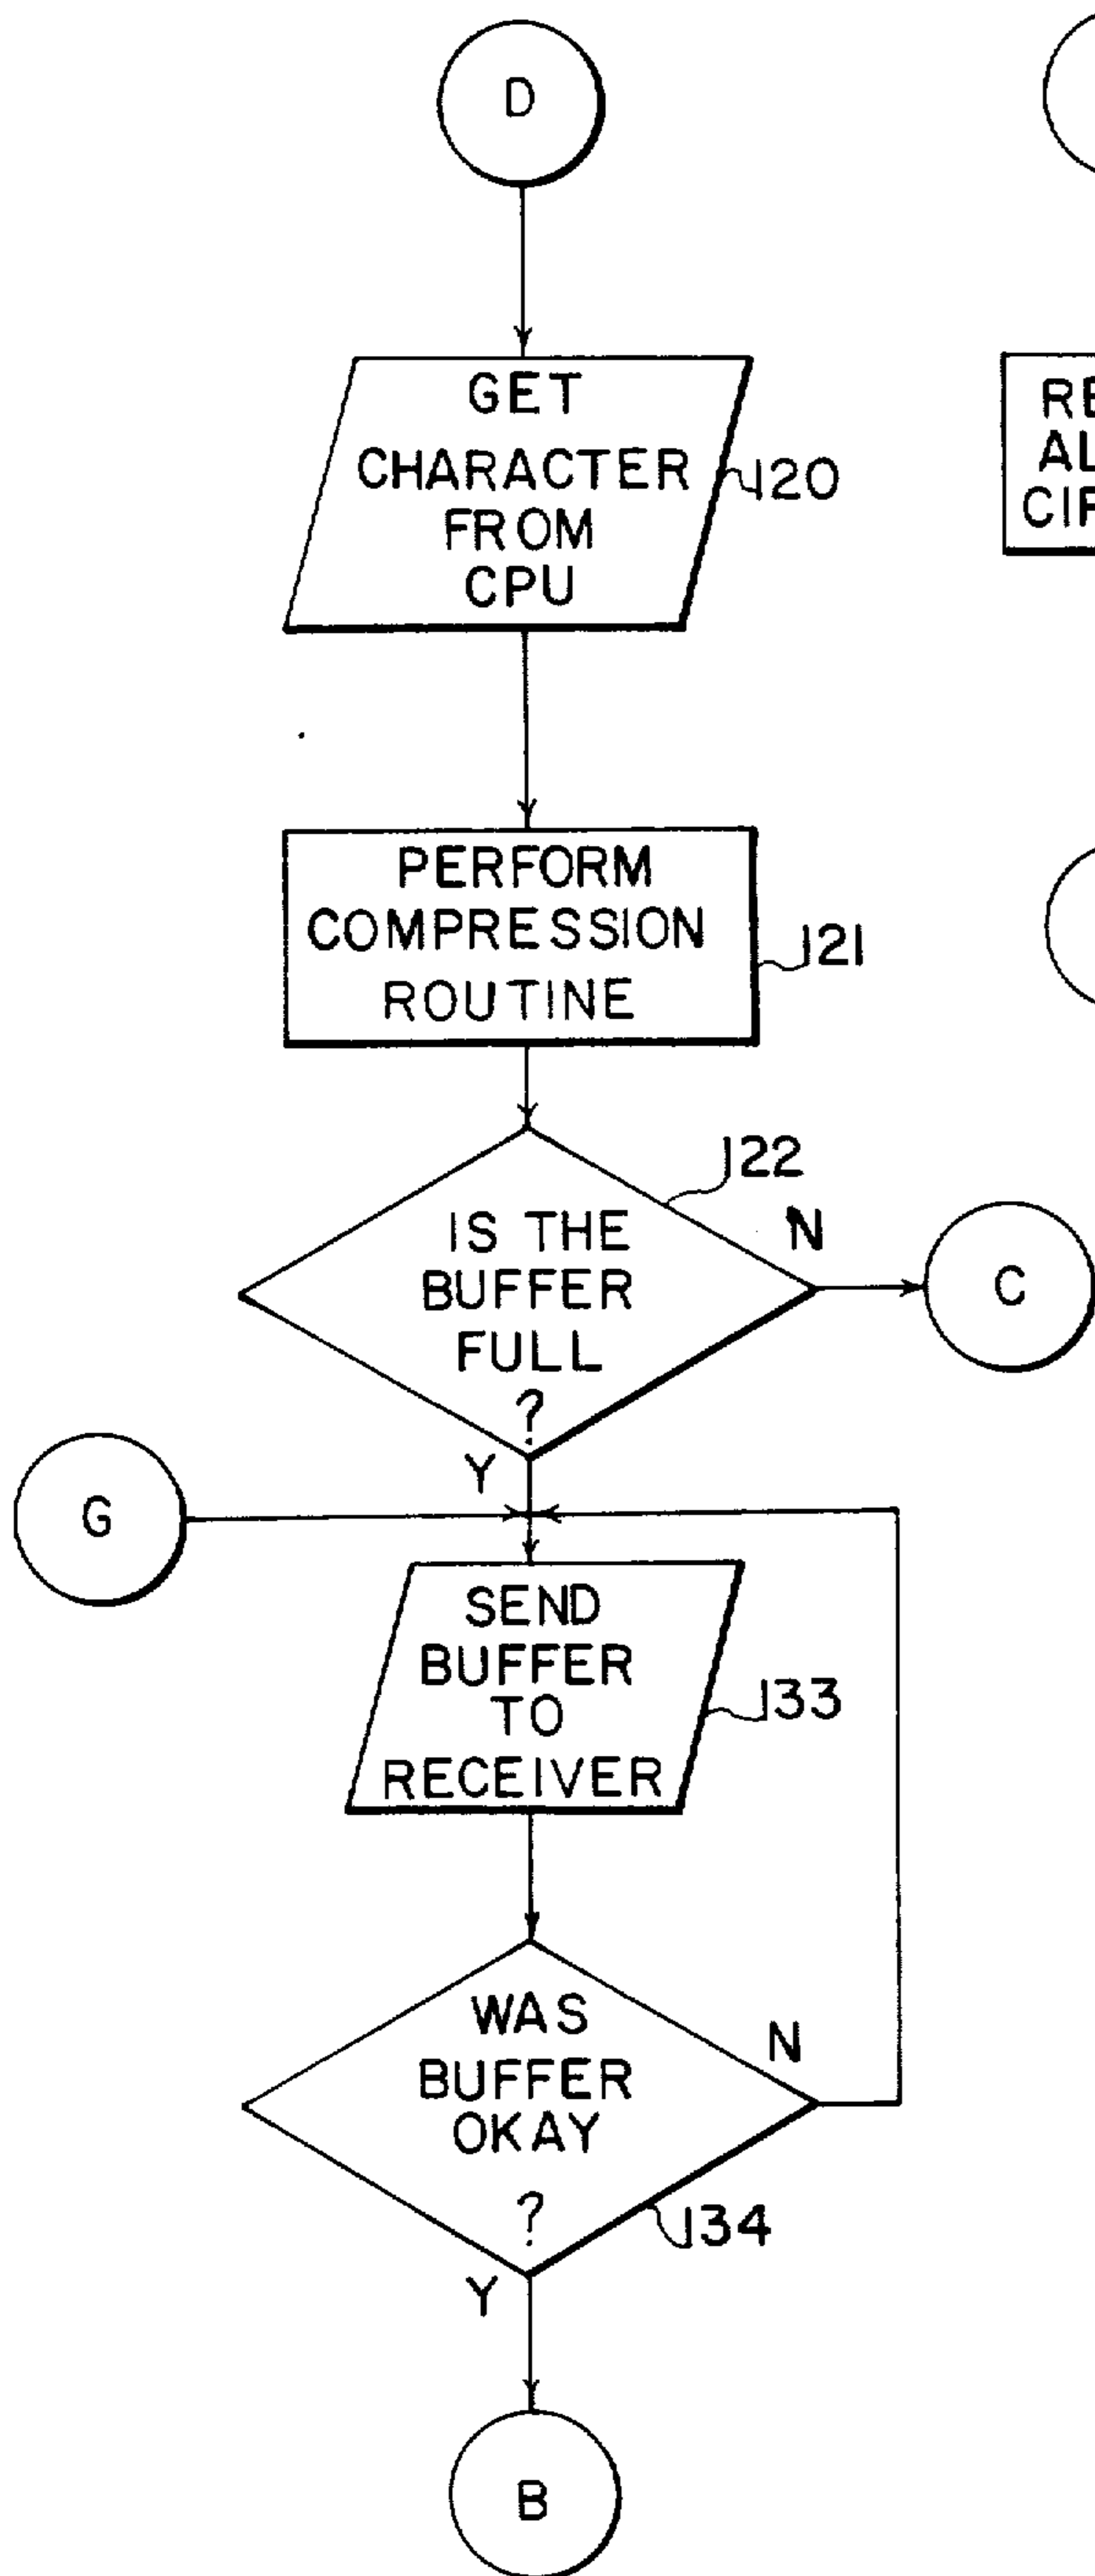 D
GET
CHARACTER
FROM
CPU
120
PERFORM
COMPRESSION
ROUTINE
121
122
IS THE
BUFFER
FULL
?
N
C
Y
G
SEND
BUFFER
TO
RECEIVER
133
WAS
BUFFER
OKAY
?
N
134
Y
B